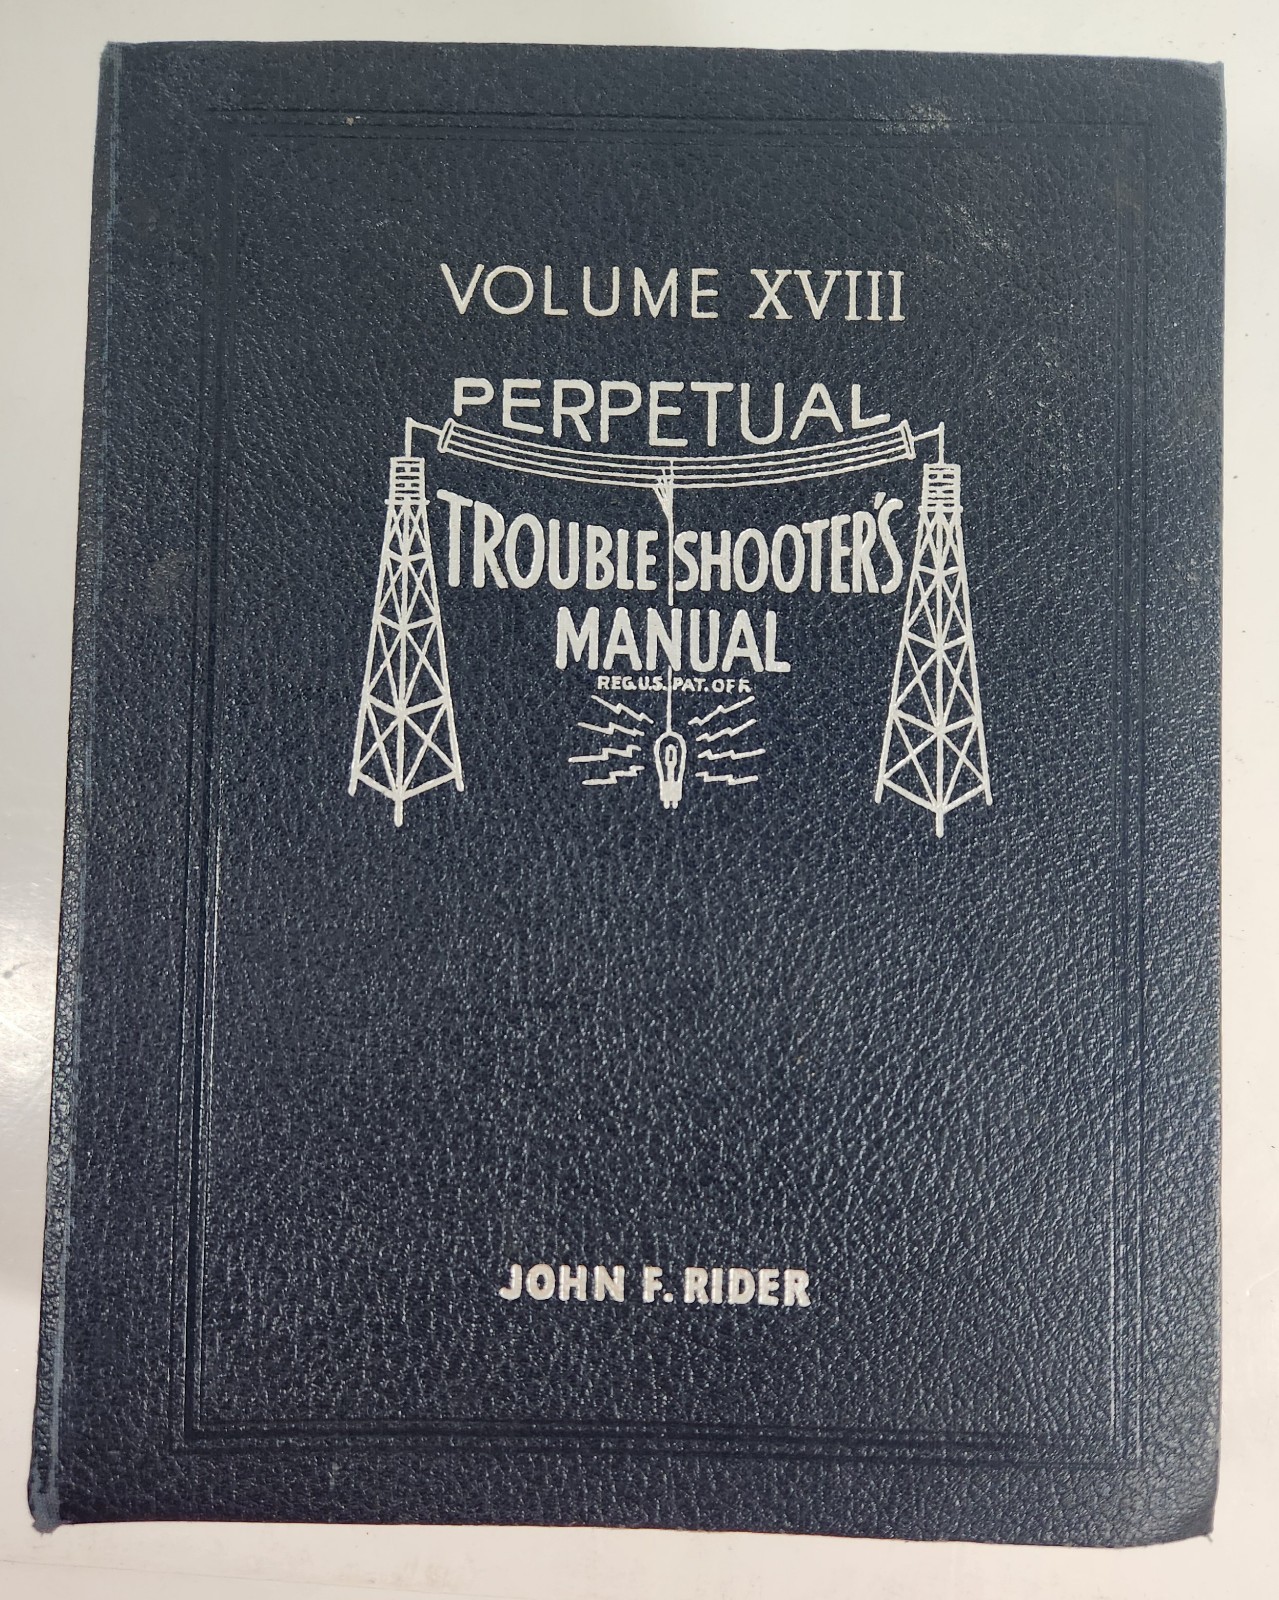 VOLUME XVIII
PERPETUAL
TROUBLE SHOOTER'S
MANUAL
REG.U.S.PAT.OFF.
JOHN F. RIDER